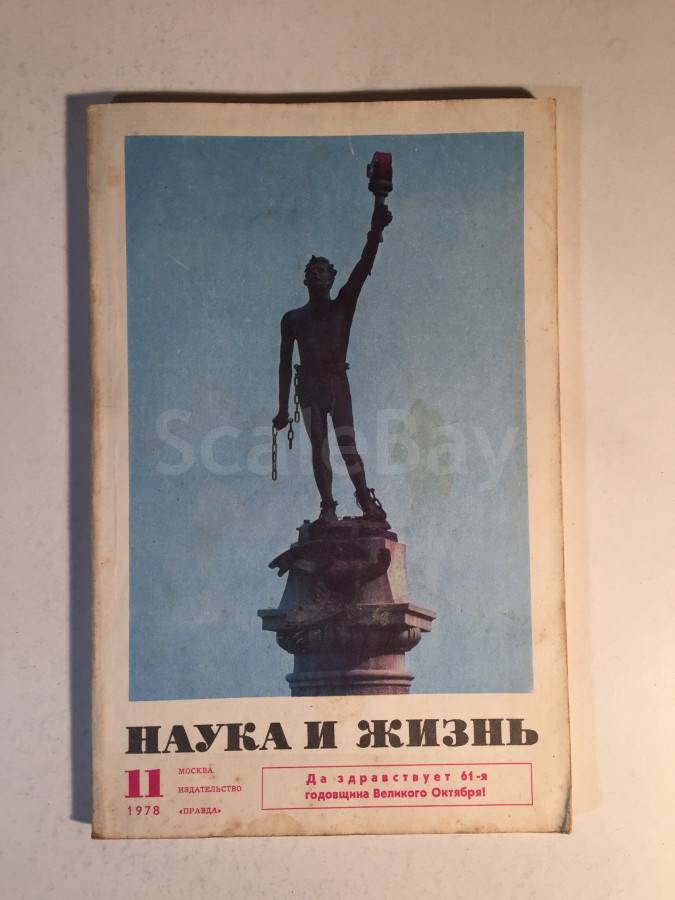 ScaleBay
НАУКА И ЖИЗНЬ
11
1978
МОСКВА
ИЗДАТЕЛЬСТВО
«ПРАВДА»
Да здравствует 61-я
годовщина Великого Октября!